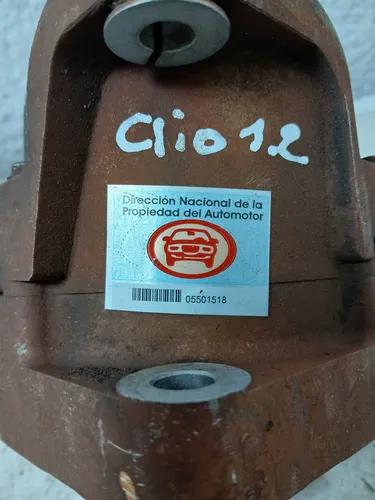 Clio 1.2
Dirección Nacional de la
Propiedad del Automotor
05501518